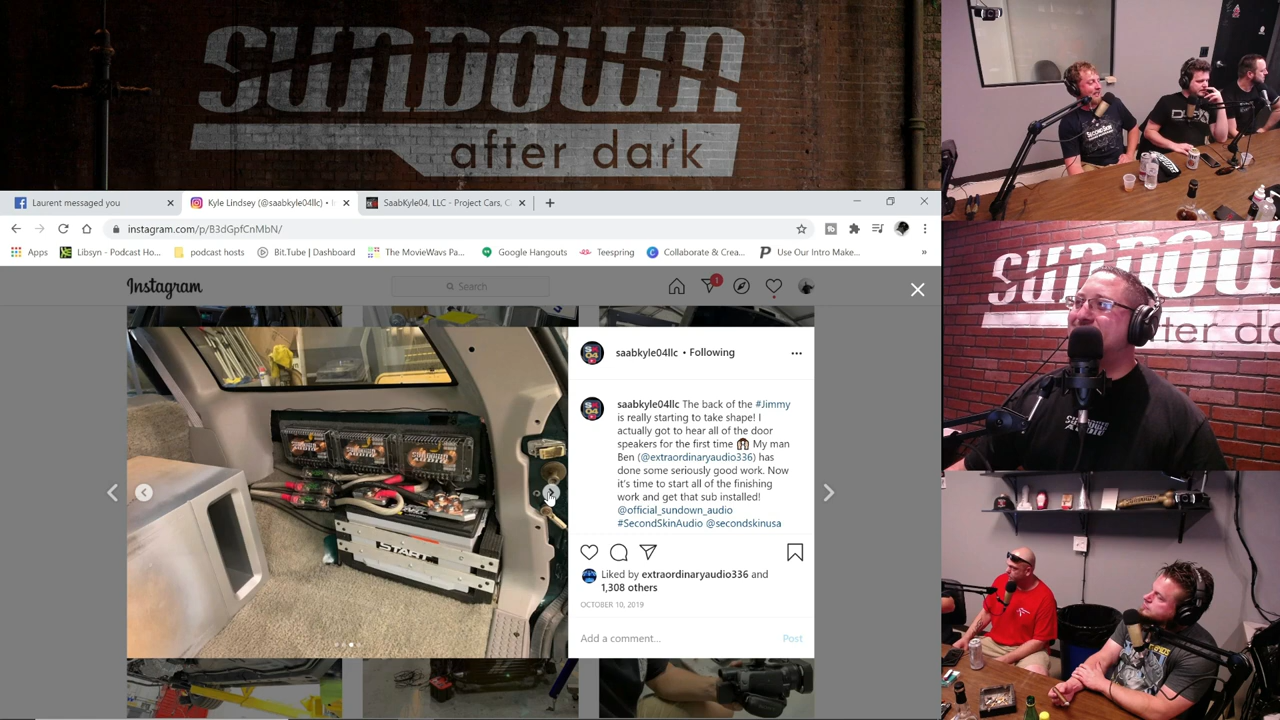 SUNDOWN
after dark
Laurent messaged you
Kyle Lindsey (@saabkyle04llc) •
SaabKyle04, LLC - Project Cars, C
instagram.com/p/B3dGpfCnMbN/
Apps
Libsyn - Podcast Ho...
podcast hosts
Bit.Tube | Dashboard
The MovieWavs Pa...
Google Hangouts
Teespring
Collaborate & Crea...
Use Our Intro Make...
Instagram
Search
1
saabkyle04llc • Following
saabkyle04llc The back of the #Jimmy
is really starting to take shape! I
actually got to hear all of the door
speakers for the first time
My man
Ben (@extraordinaryaudio336) has
done some seriously good work. Now
it's time to start all of the finishing
work and get that sub installed!
@official_sundown_audio
#SecondSkinAudio @secondskinusa
Liked by extraordinaryaudio336 and
1,308 others
OCTOBER 10, 2019
Add a comment...
Post
START
SUNDOWN
after da
SUNDOWN